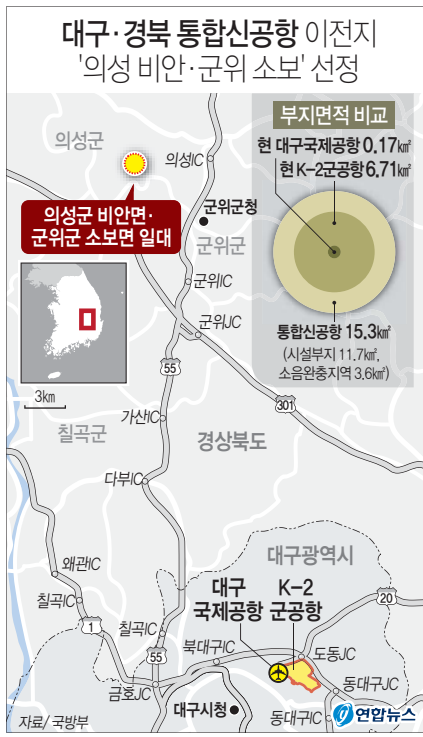 대구·경북 통합신공항 이전지
'의성 비안·군위 소보' 선정
부지면적 비교
현 대구국제공항 0.17㎢
현 K-2군공항 6.71㎢
통합신공항 15.3㎢
(시설부지 11.7㎢,
소음완충지역 3.6㎢)
의성군
의성IC
의성군 비안면·
군위군 소보면 일대
군위군청
군위군
군위IC
군위JC
55
3㎞
301
가산IC
칠곡군
경상북도
다부IC
대구광역시
왜관IC
대구
국제공항
K-2
군공항
20
칠곡IC
1
칠곡IC
55
북대구IC
도동JC
금호JC
동대구JC
대구시청
동대구IC
자료/ 국방부
연합뉴스